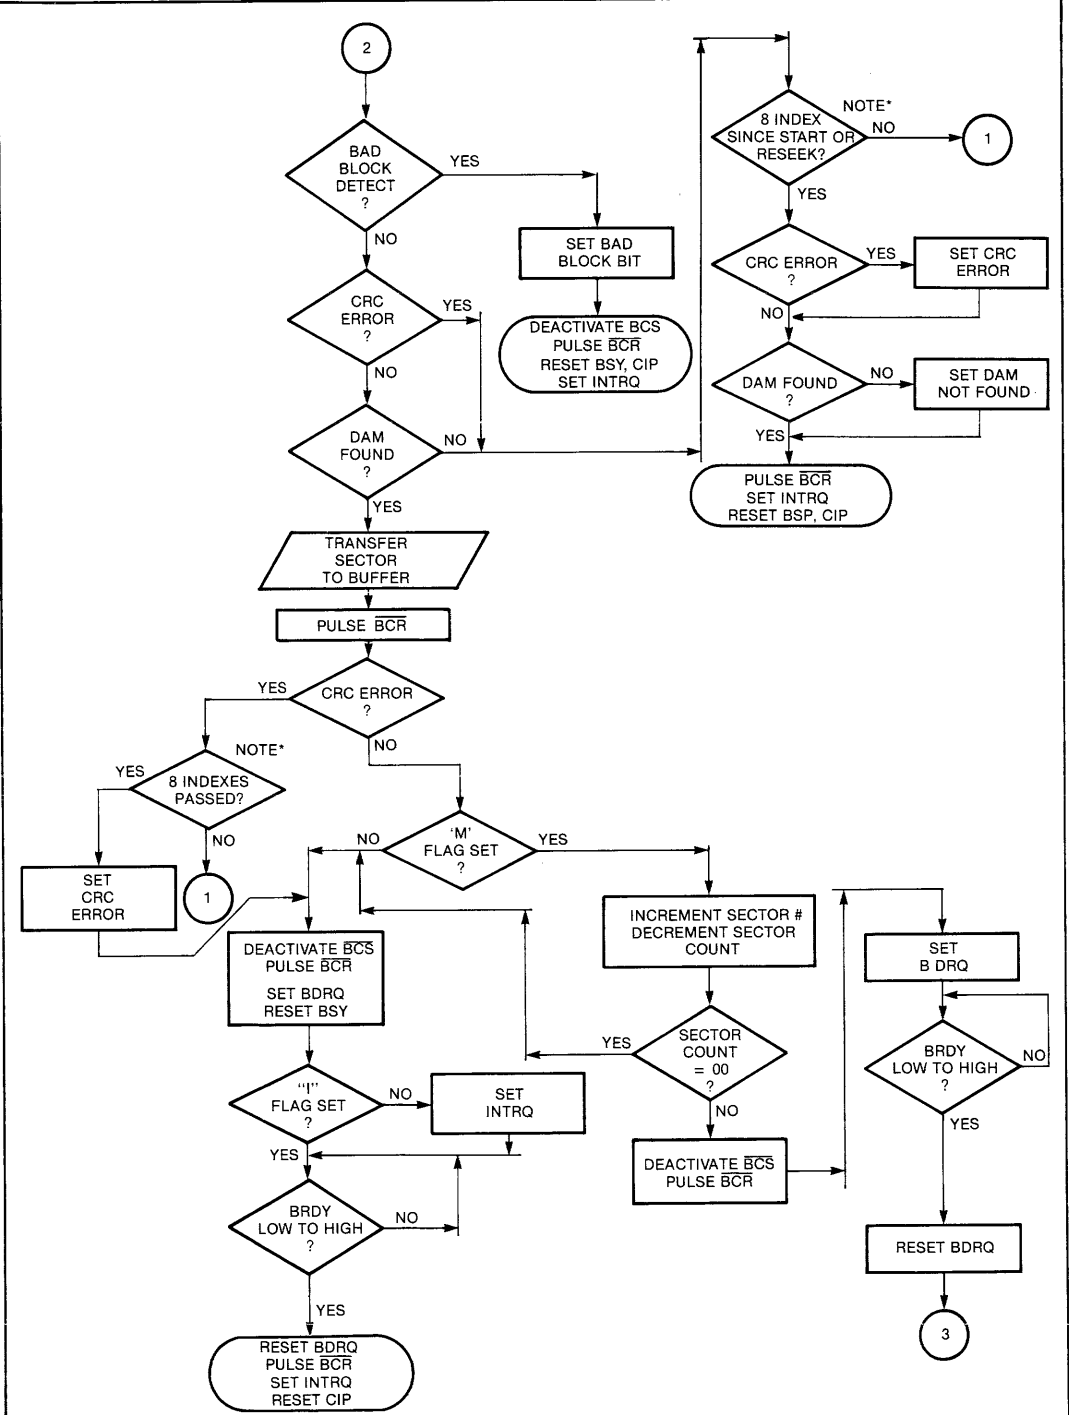 2
BAD
BLOCK
DETECT
?
YES
NO
SET BAD
BLOCK BIT
DEACTIVATE BCS
PULSE BCR
RESET BSY, CIP
SET INTRQ
CRC
ERROR
?
YES
NO
DAM
FOUND
?
NO
YES
8 INDEX
SINCE START OR
RESEEK?
NOTE*
NO
1
YES
CRC ERROR
?
YES
SET CRC
ERROR
NO
DAM FOUND
?
NO
SET DAM
NOT FOUND
YES
PULSE BCR
SET INTRQ
RESET BSP, CIP
TRANSFER
SECTOR
TO BUFFER
PULSE BCR
CRC ERROR
?
YES
NO
NOTE*
8 INDEXES
PASSED?
YES
NO
SET
CRC
ERROR
1
'M'
FLAG SET
?
NO
YES
DEACTIVATE BCS
PULSE BCR
SET BDRQ
RESET BSY
"I"
FLAG SET
?
NO
SET
INTRQ
YES
BRDY
LOW TO HIGH
?
NO
YES
RESET BDRQ
PULSE BCR
SET INTRQ
RESET CIP
INCREMENT SECTOR #
DECREMENT SECTOR
COUNT
SECTOR
COUNT
= 00
?
YES
NO
DEACTIVATE BCS
PULSE BCR
SET
B DRQ
BRDY
LOW TO HIGH
?
NO
YES
RESET BDRQ
3